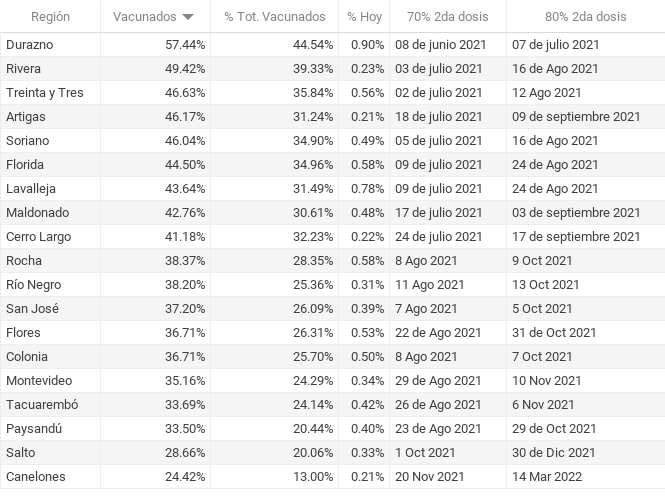 Región Vacunados % Tot. Vacunados % Hoy 70% 2da dosis 80% 2da dosis
Durazno 57.44% 44.54% 0.90% 08 de junio 2021 07 de julio 2021
Rivera 49.42% 39.33% 0.23% 03 de julio 2021 16 de Ago 2021
Treinta y Tres 46.63% 35.84% 0.56% 02 de julio 2021 12 Ago 2021
Artigas 46.17% 31.24% 0.21% 18 de julio 2021 09 de septiembre 2021
Soriano 46.04% 34.90% 0.49% 05 de julio 2021 16 de Ago 2021
Florida 44.50% 34.96% 0.58% 09 de julio 2021 24 de Ago 2021
Lavalleja 43.64% 31.49% 0.78% 09 de julio 2021 24 de Ago 2021
Maldonado 42.76% 30.61% 0.48% 17 de julio 2021 03 de septiembre 2021
Cerro Largo 41.18% 32.23% 0.22% 24 de julio 2021 17 de septiembre 2021
Rocha 38.37% 28.35% 0.58% 8 Ago 2021 9 Oct 2021
Río Negro 38.20% 25.36% 0.31% 11 Ago 2021 13 Oct 2021
San José 37.20% 26.09% 0.39% 7 Ago 2021 5 Oct 2021
Flores 36.71% 26.31% 0.53% 22 de Ago 2021 31 de Oct 2021
Colonia 36.71% 25.70% 0.50% 8 Ago 2021 7 Oct 2021
Montevideo 35.16% 24.29% 0.34% 29 de Ago 2021 10 Nov 2021
Tacuarembó 33.69% 24.14% 0.42% 26 de Ago 2021 6 Nov 2021
Paysandú 33.50% 20.44% 0.40% 23 de Ago 2021 29 de Oct 2021
Salto 28.66% 20.06% 0.33% 1 Oct 2021 30 de Dic 2021
Canelones 24.42% 13.00% 0.21% 20 Nov 2021 14 Mar 2022